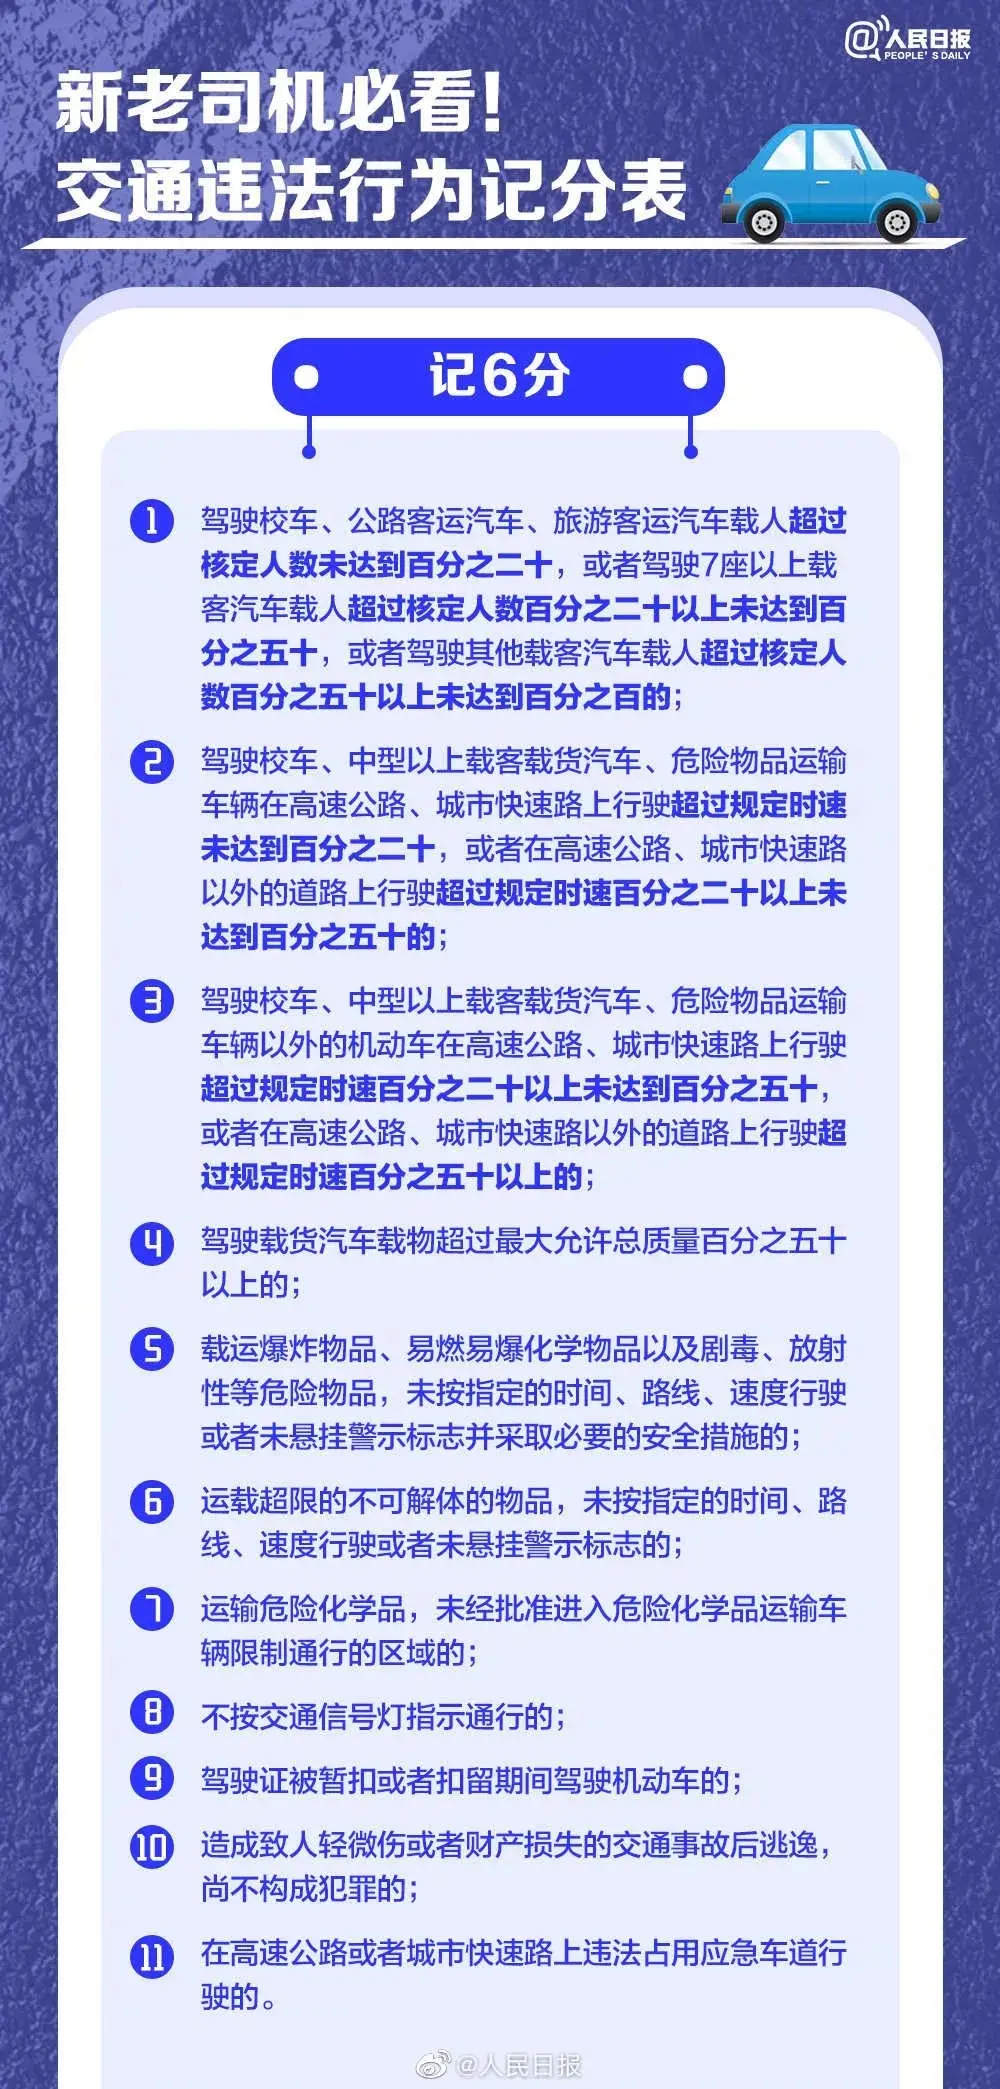 @人民日报
PEOPLE'S DAILY
新老司机必看！
交通违法行为记分表
记6分
1 驾驶校车、公路客运汽车、旅游客运汽车载人超过
核定人数未达到百分之二十，或者驾驶7座以上载
客汽车载人超过核定人数百分之二十以上未达到百
分之五十，或者驾驶其他载客汽车载人超过核定人
数百分之五十以上未达到百分之百的；
2 驾驶校车、中型以上载客载货汽车、危险物品运输
车辆在高速公路、城市快速路上行驶超过规定时速
未达到百分之二十，或者在高速公路、城市快速路
以外的道路上行驶超过规定时速百分之二十以上未
达到百分之五十的；
3 驾驶校车、中型以上载客载货汽车、危险物品运输
车辆以外的机动车在高速公路、城市快速路上行驶
超过规定时速百分之二十以上未达到百分之五十，
或者在高速公路、城市快速路以外的道路上行驶超
过规定时速百分之五十以上的；
4 驾驶载货汽车载物超过最大允许总质量百分之五十
以上的；
5 载运爆炸物品、易燃易爆化学物品以及剧毒、放射
性等危险物品，未按指定的时间、路线、速度行驶
或者未悬挂警示标志并采取必要的安全措施的；
6 运载超限的不可解体的物品，未按指定的时间、路
线、速度行驶或者未悬挂警示标志的；
7 运输危险化学品，未经批准进入危险化学品运输车
辆限制通行的区域的；
8 不按交通信号灯指示通行的；
9 驾驶证被暂扣或者扣留期间驾驶机动车的；
10 造成致人轻微伤或者财产损失的交通事故后逃逸，
尚不构成犯罪的；
11 在高速公路或者城市快速路上违法占用应急车道行
驶的。
@人民日报